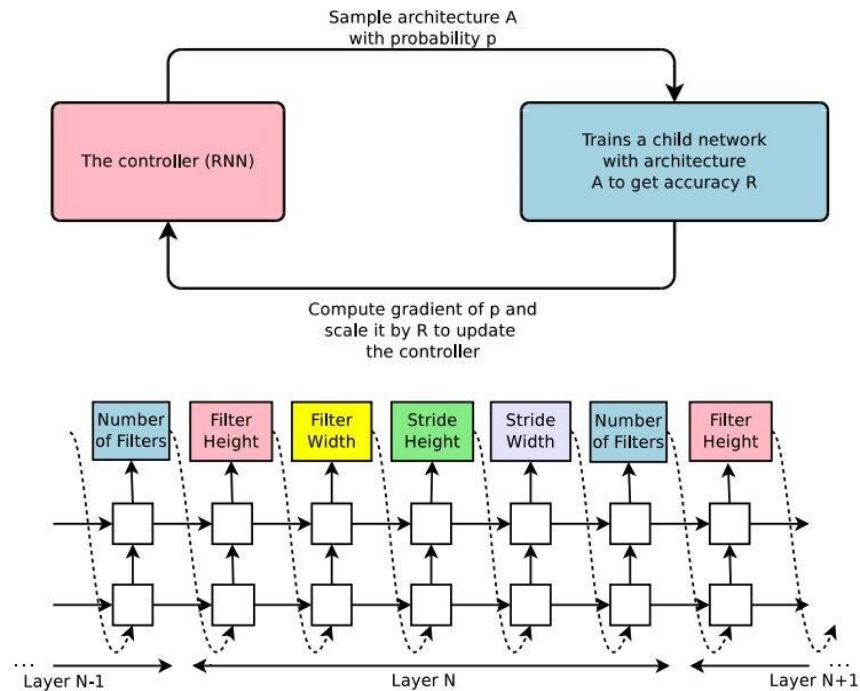 Sample architecture A
with probability p
The controller (RNN)
Trains a child network
with architecture
A to get accuracy R
Compute gradient of p and
scale it by R to update
the controller
Number
of Filters
Filter
Height
Filter
Width
Stride
Height
Stride
Width
Number
of Filters
Filter
Height
...
Layer N-1
Layer N
Layer N+1
...